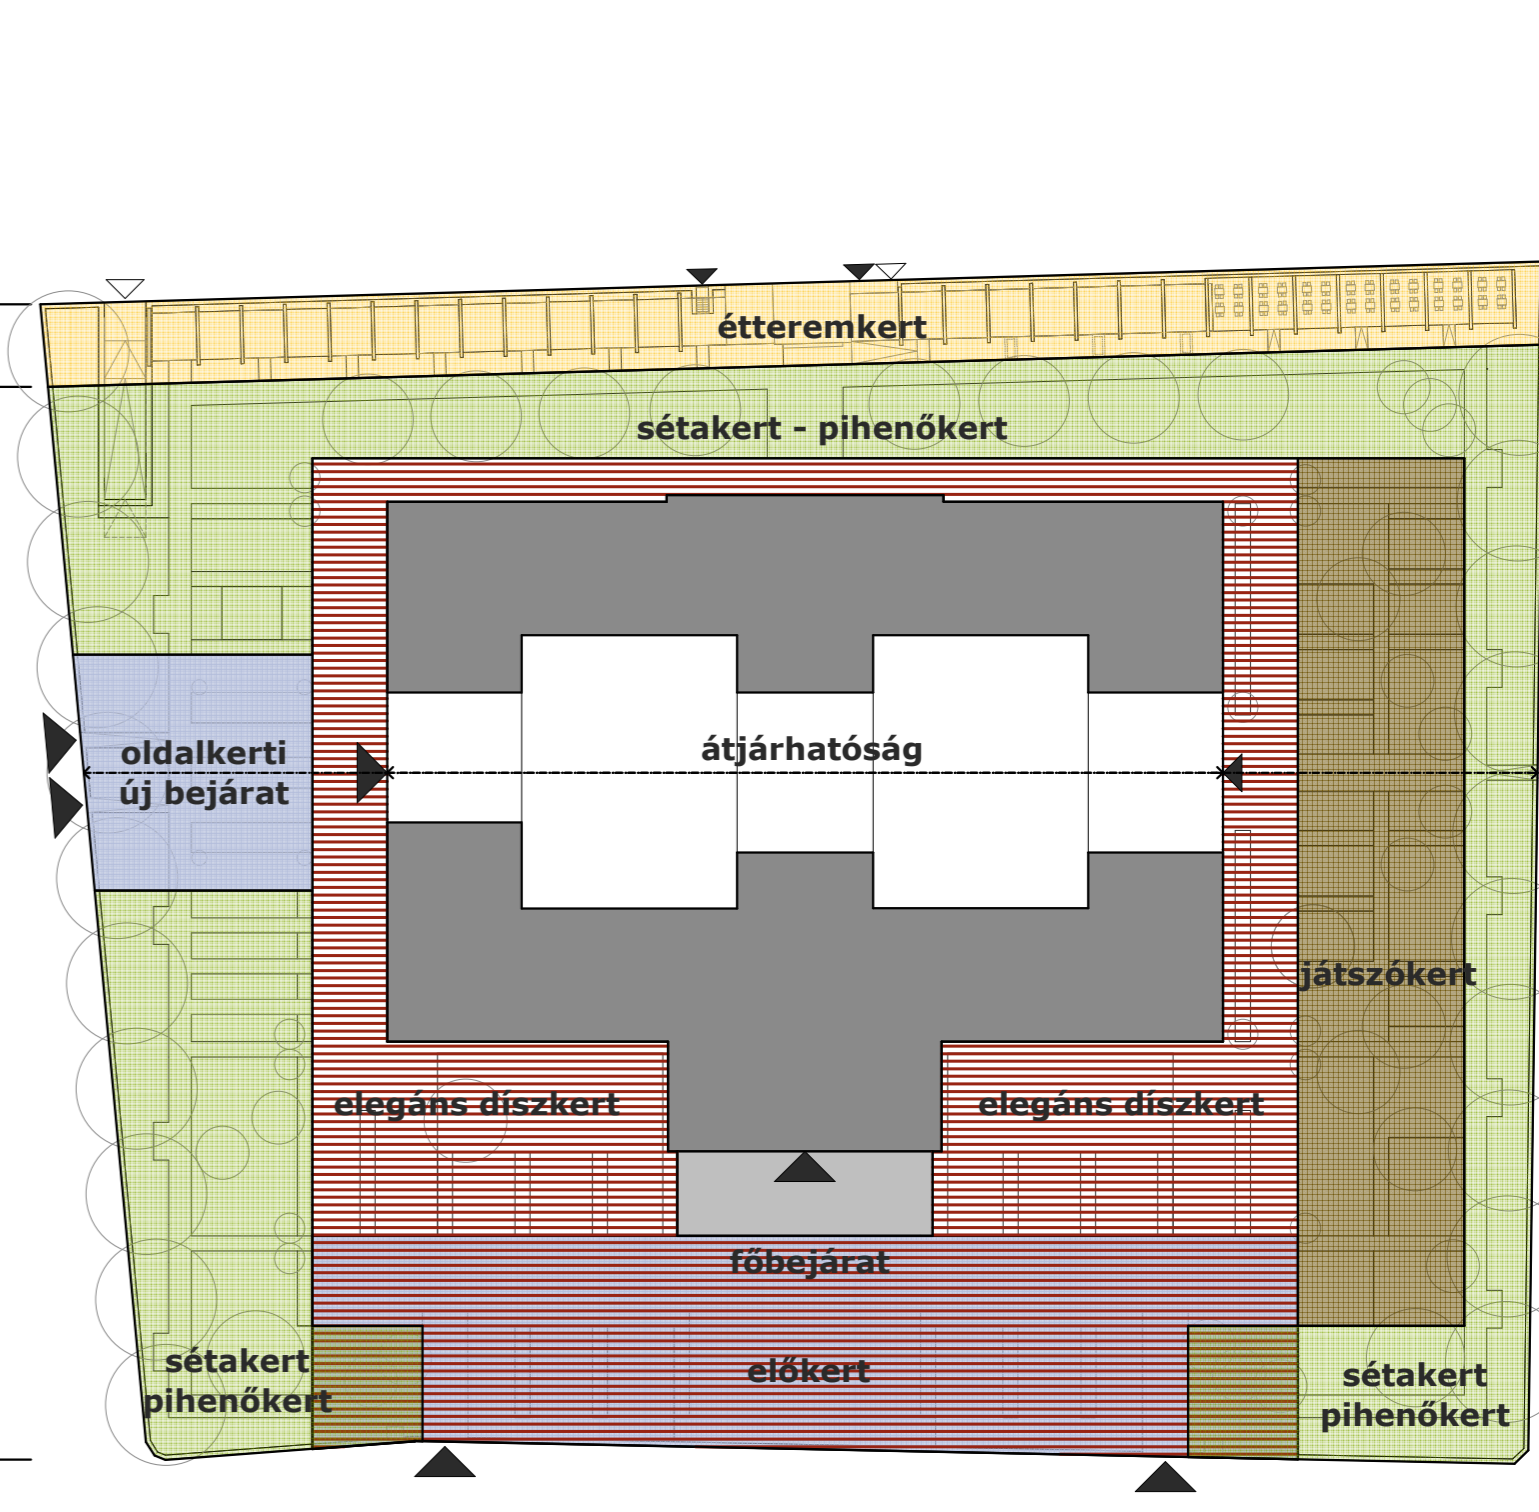 étteremkert
sétakert - pihenőkert
átjárhatóság
oldalkerti
új bejárat
játszókert
elegáns díszkert
elegáns díszkert
főbejárat
előkert
sétakert
pihenőkert
sétakert
pihenőkert